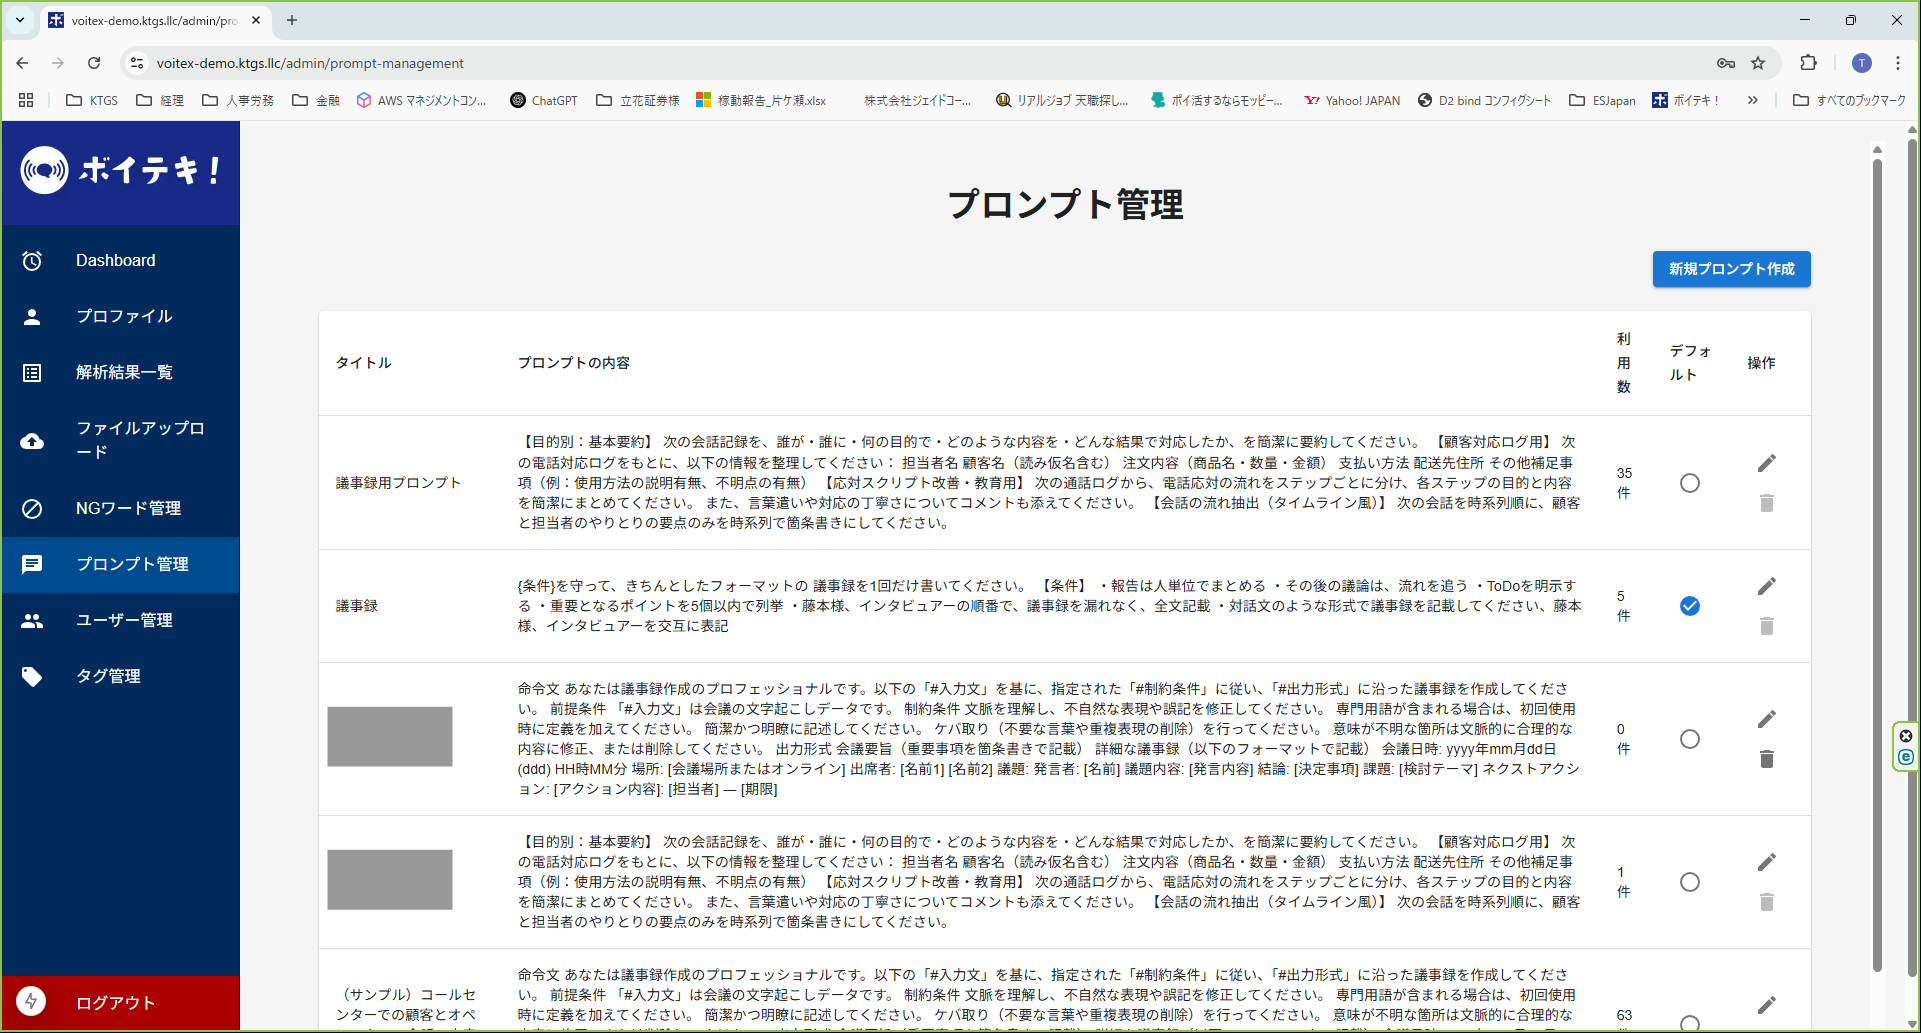 voitex-demo.ktgs.llc/admin/pro
voitex-demo.ktgs.llc/admin/prompt-management
T
KTGS
経理
人事労務
金融
AWS マネジメントコン...
ChatGPT
立花証券様
稼動報告_片ケ瀬.xlsx
株式会社ジェイドコー...
リアルジョブ 天職探し...
ポイ活するならモッピー...
Yahoo! JAPAN
D2 bind コンフィグシート
ESJapan
ボイテキ！
すべてのブックマーク
ボイテキ！
Dashboard
プロファイル
解析結果一覧
ファイルアップロ
ード
NGワード管理
プロンプト管理
ユーザー管理
タグ管理
ログアウト
プロンプト管理
新規プロンプト作成
タイトル
プロンプトの内容
利
用
数
デフォ
ルト
操作
議事録用プロンプト
【目的別：基本要約】 次の会話記録を、誰が・誰に・何の目的で・どのような内容を・どんな結果で対応したか、を簡潔に要約してください。 【顧客対応ログ用】 次
の電話対応ログをもとに、以下の情報を整理してください： 担当者名 顧客名（読み仮名含む） 注文内容（商品名・数量・金額） 支払い方法 配送先住所 その他補足事
項（例：使用方法の説明有無、不明点の有無） 【応対スクリプト改善・教育用】 次の通話ログから、電話応対の流れをステップごとに分け、各ステップの目的と内容
を簡潔にまとめてください。 また、言葉遣いや対応の丁寧さについてコメントも添えてください。 【会話の流れ抽出（タイムライン風）】 次の会話を時系列順に、顧客
と担当者のやりとりの要点のみを時系列で箇条書きにしてください。
35
件
議事録
{条件}を守って、きちんとしたフォーマットの 議事録を1回だけ書いてください。 【条件】 ・報告は人単位でまとめる ・その後の議論は、流れを追う ・ToDoを明示す
る ・重要となるポイントを5個以内で列挙 ・藤本様、インタビュアーの順番で、議事録を漏れなく、全文記載 ・対話文のような形式で議事録を記載してください、藤本
様、インタビュアーを交互に表記
5
件
命令文 あなたは議事録作成のプロフェッショナルです。以下の「#入力文」を基に、指定された「#制約条件」に従い、「#出力形式」に沿った議事録を作成してくださ
い。 前提条件 「#入力文」は会議の文字起こしデータです。 制約条件 文脈を理解し、不自然な表現や誤記を修正してください。 専門用語が含まれる場合は、初回使用
時に定義を加えてください。 簡潔かつ明瞭に記述してください。 ケバ取り（不要な言葉や重複表現の削除）を行ってください。 意味が不明な箇所は文脈的に合理的な
内容に修正、または削除してください。 出力形式 会議要旨（重要事項を箇条書きで記載） 詳細な議事録（以下のフォーマットで記載） 会議日時: yyyy年mm月dd日
(ddd) HH時MM分 場所: [会議場所またはオンライン] 出席者: [名前1] [名前2] 議題: 発言者: [名前] 議題内容: [発言内容] 結論: [決定事項] 課題: [検討テーマ] ネクストアクシ
ョン: [アクション内容]: [担当者] — [期限]
0
件
【目的別：基本要約】 次の会話記録を、誰が・誰に・何の目的で・どのような内容を・どんな結果で対応したか、を簡潔に要約してください。 【顧客対応ログ用】 次
の電話対応ログをもとに、以下の情報を整理してください： 担当者名 顧客名（読み仮名含む） 注文内容（商品名・数量・金額） 支払い方法 配送先住所 その他補足事
項（例：使用方法の説明有無、不明点の有無） 【応対スクリプト改善・教育用】 次の通話ログから、電話応対の流れをステップごとに分け、各ステップの目的と内容
を簡潔にまとめてください。 また、言葉遣いや対応の丁寧さについてコメントも添えてください。 【会話の流れ抽出（タイムライン風）】 次の会話を時系列順に、顧客
と担当者のやりとりの要点のみを時系列で箇条書きにしてください。
1
件
（サンプル）コールセ
ンターでの顧客とオペ
命令文 あなたは議事録作成のプロフェッショナルです。以下の「#入力文」を基に、指定された「#制約条件」に従い、「#出力形式」に沿った議事録を作成してくださ
い。 前提条件 「#入力文」は会議の文字起こしデータです。 制約条件 文脈を理解し、不自然な表現や誤記を修正してください。 専門用語が含まれる場合は、初回使用
時に定義を加えてください。 簡潔かつ明瞭に記述してください。 ケバ取り（不要な言葉や重複表現の削除）を行ってください。 意味が不明な箇所は文脈的に合理的な
63